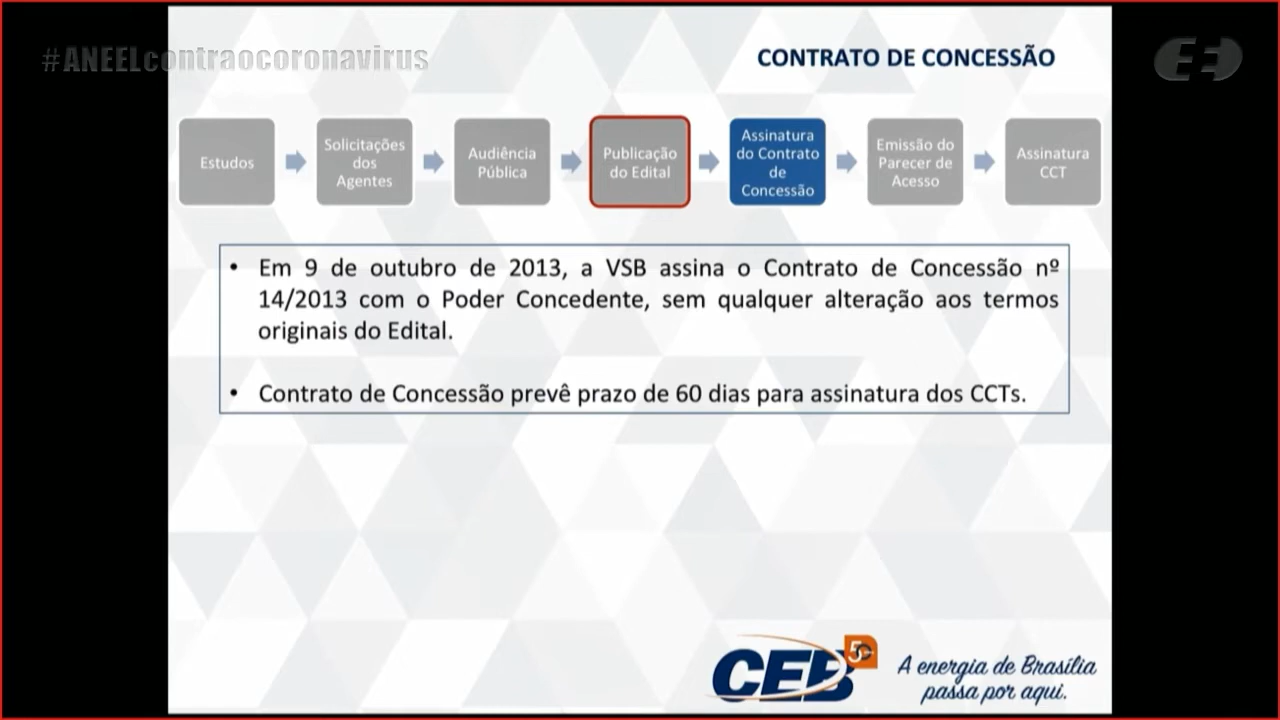 #ANEELcontraocoronavirus
CONTRATO DE CONCESSÃO
Estudos
Solicitações
dos
Agentes
Audiência
Pública
Publicação
do Edital
Assinatura
do Contrato
de
Concessão
Emissão do
Parecer de
Acesso
Assinatura
CCT
• Em 9 de outubro de 2013, a VSB assina o Contrato de Concessão nº
14/2013 com o Poder Concedente, sem qualquer alteração aos termos
originais do Edital.
• Contrato de Concessão prevê prazo de 60 dias para assinatura dos CCTs.
CEB
50
A energia de Brasília
passa por aqui.